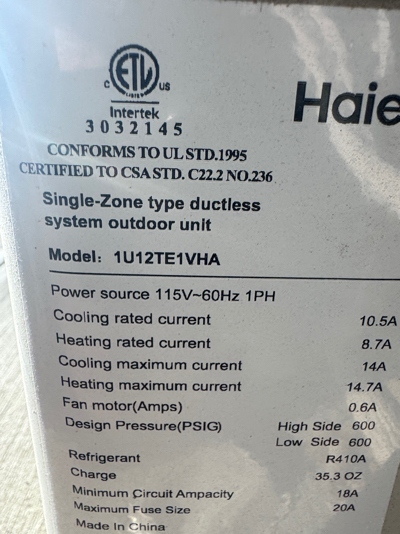 ETL
C US
LISTED
Intertek
3032145
Haie
CONFORMS TO UL STD.1995
CERTIFIED TO CSA STD. C22.2 NO.236
Single-Zone type ductless
system outdoor unit
Model: 1U12TE1VHA
Power source 115V~60Hz 1PH
Cooling rated current 10.5A
Heating rated current 8.7A
Cooling maximum current 14A
Heating maximum current 14.7A
Fan motor(Amps) 0.6A
Design Pressure(PSIG) High Side 600
Low Side 600
Refrigerant R410A
Charge 35.3 OZ
Minimum Circuit Ampacity 18A
Maximum Fuse Size 20A
Made In China